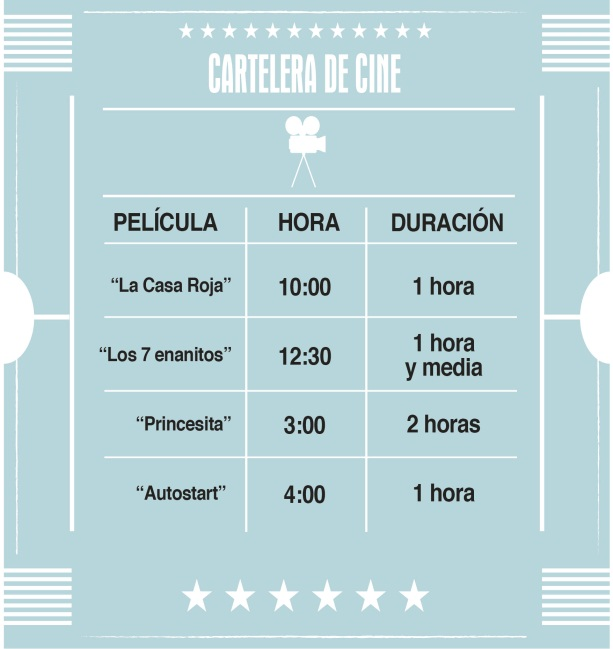 CARTELERA DE CINE
PELÍCULA HORA DURACIÓN
“La Casa Roja” 10:00 1 hora
“Los 7 enanitos” 12:30 1 hora
y media
“Princesita” 3:00 2 horas
“Autostart” 4:00 1 hora